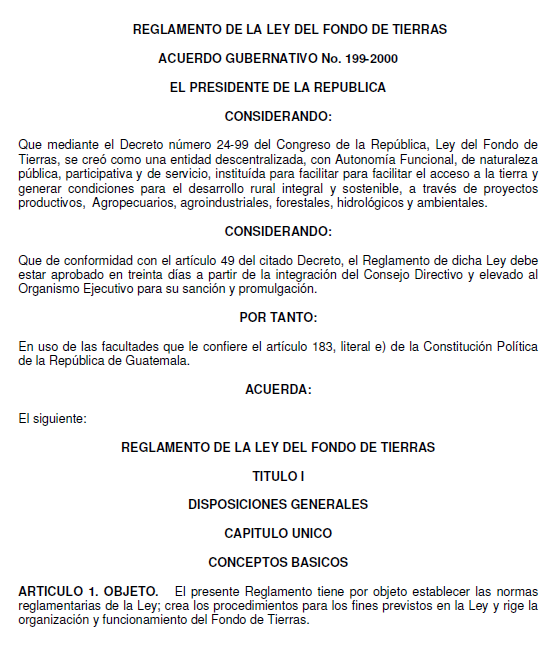 REGLAMENTO DE LA LEY DEL FONDO DE TIERRAS
ACUERDO GUBERNATIVO No. 199-2000
EL PRESIDENTE DE LA REPUBLICA
CONSIDERANDO:
Que mediante el Decreto número 24-99 del Congreso de la República, Ley del Fondo de
Tierras, se creó como una entidad descentralizada, con Autonomía Funcional, de naturaleza
pública, participativa y de servicio, instituída para facilitar para facilitar el acceso a la tierra y
generar condiciones para el desarrollo rural integral y sostenible, a través de proyectos
productivos, Agropecuarios, agroindustriales, forestales, hidrológicos y ambientales.
CONSIDERANDO:
Que de conformidad con el artículo 49 del citado Decreto, el Reglamento de dicha Ley debe
estar aprobado en treinta días a partir de la integración del Consejo Directivo y elevado al
Organismo Ejecutivo para su sanción y promulgación.
POR TANTO:
En uso de las facultades que le confiere el artículo 183, literal e) de la Constitución Política
de la República de Guatemala.
ACUERDA:
El siguiente:
REGLAMENTO DE LA LEY DEL FONDO DE TIERRAS
TITULO I
DISPOSICIONES GENERALES
CAPITULO UNICO
CONCEPTOS BASICOS
ARTICULO 1. OBJETO. El presente Reglamento tiene por objeto establecer las normas
reglamentarias de la Ley; crea los procedimientos para los fines previstos en la Ley y rige la
organización y funcionamiento del Fondo de Tierras.